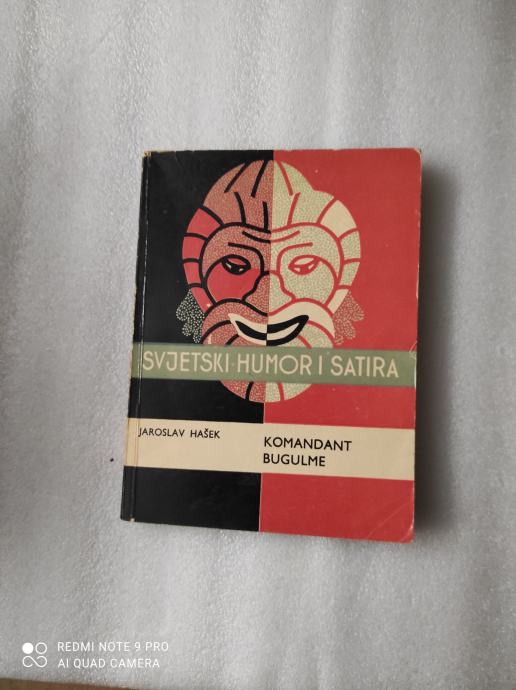 SVJETSKI HUMOR I SATIRA
JAROSLAV HAŠEK
KOMANDANT
BUGULME
REDMI NOTE 9 PRO
AI QUAD CAMERA